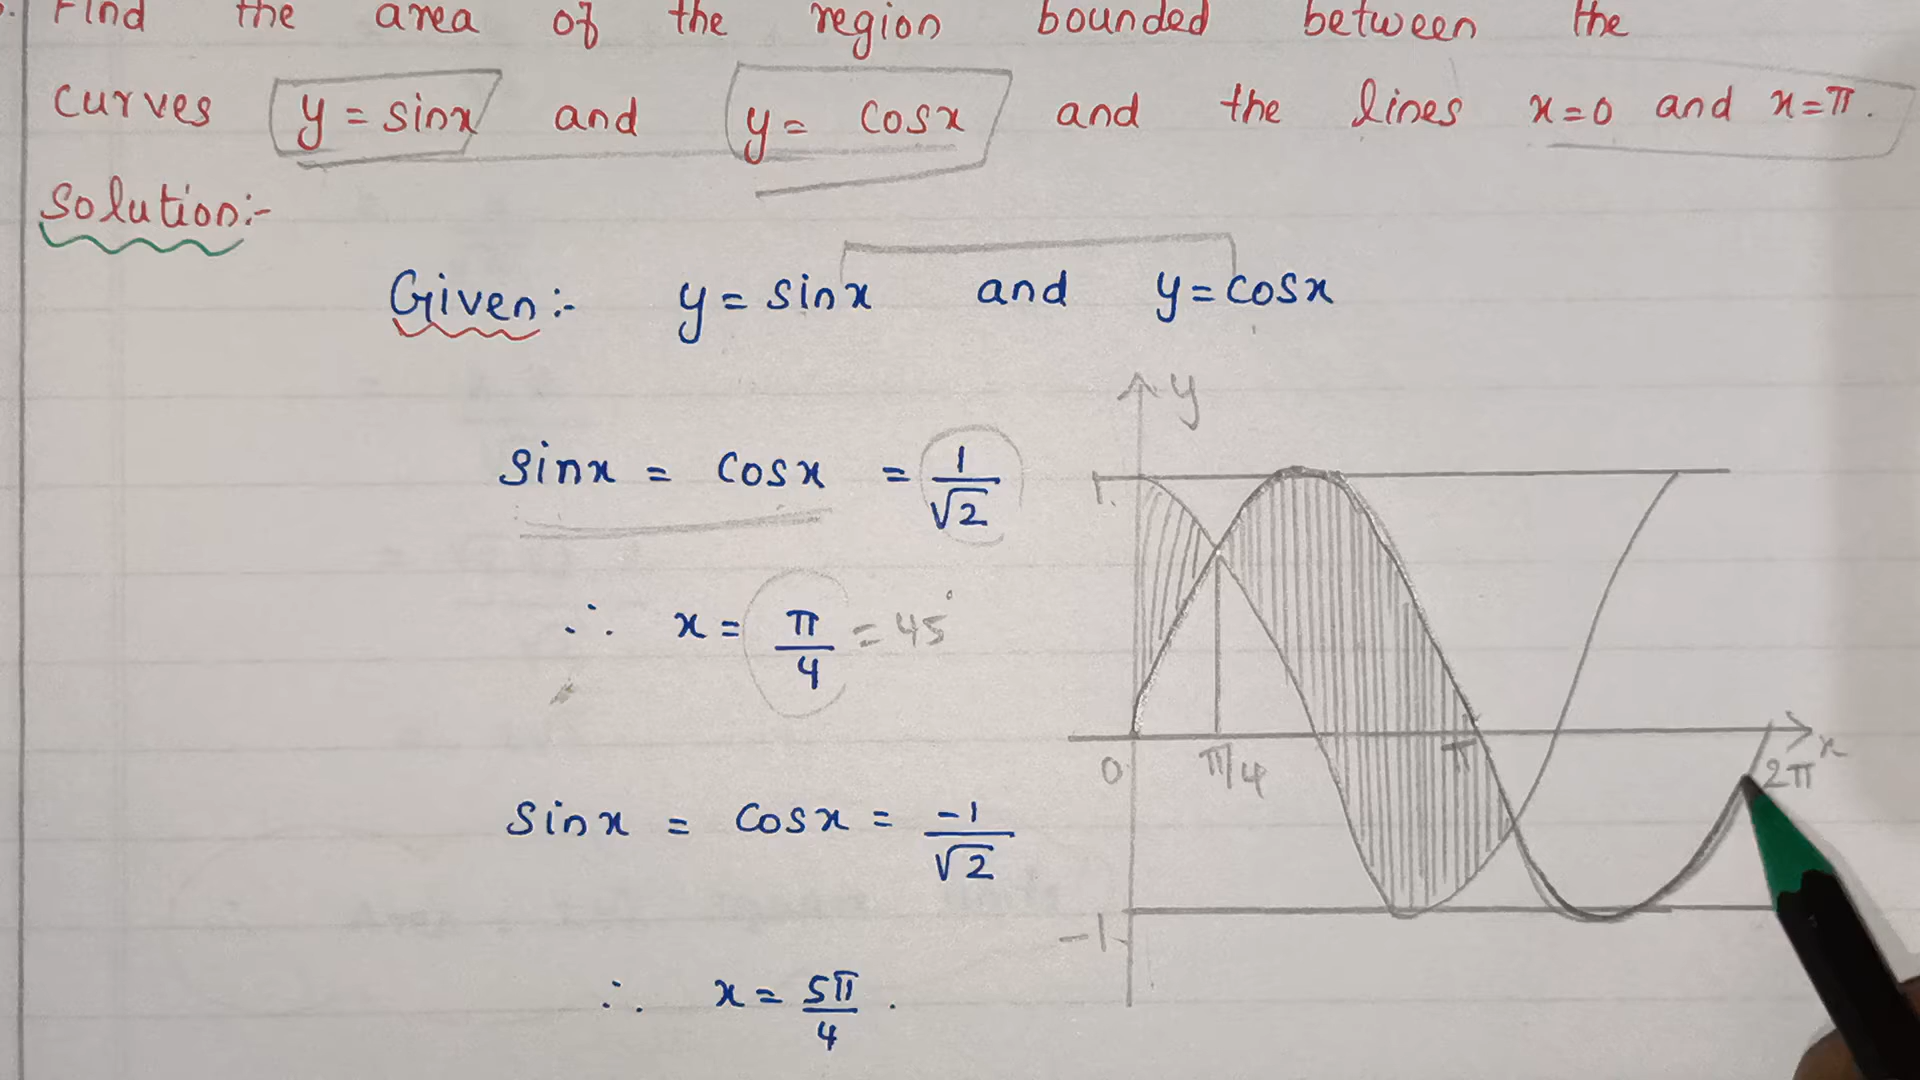 Find the area of the region bounded between the
curves y = sinx and y = cosx and the lines x=0 and x=π.
Solution:-
Given:- y = sinx and y = cosx
sinx = cosx = 1/√2
∴ x = π/4 = 45°
sinx = cosx = -1/√2
∴ x = 5π/4 .
y
1
0 π/4 π 2π x
-1